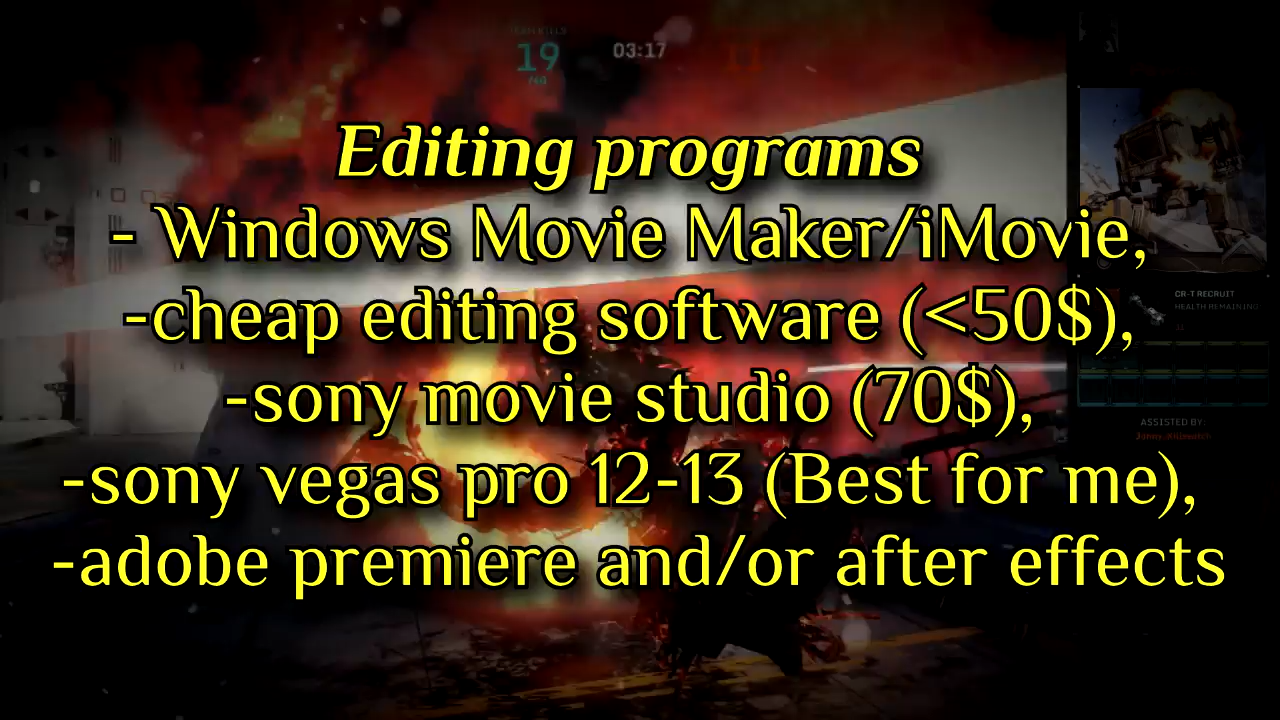 19
03:17
11
Editing programs
- Windows Movie Maker/iMovie,
-cheap editing software (<50$),
-sony movie studio (70$),
-sony vegas pro 12-13 (Best for me),
-adobe premiere and/or after effects
CR-T RECRUIT
HEALTH REMAINING
ASSISTED BY: